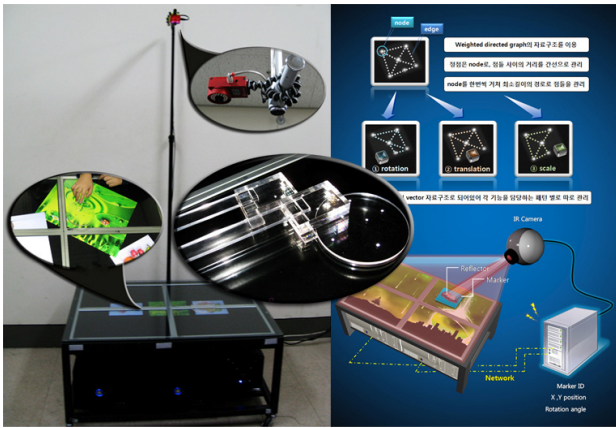 node
edge
Weighted directed graph의 자료구조를 이용
정점은 node로, 점들 사이의 거리를 간선으로 관리
node를 한번씩 거쳐 최소길이의 경로로 점들을 관리
① rotation
② translation
③ scale
vector 자료구조로 되어있어 각 기능을 담당하는 패턴 별로 따로 관리
IR Camera
Reflector
Marker
Network
Marker ID
X ,Y position
Rotation angle